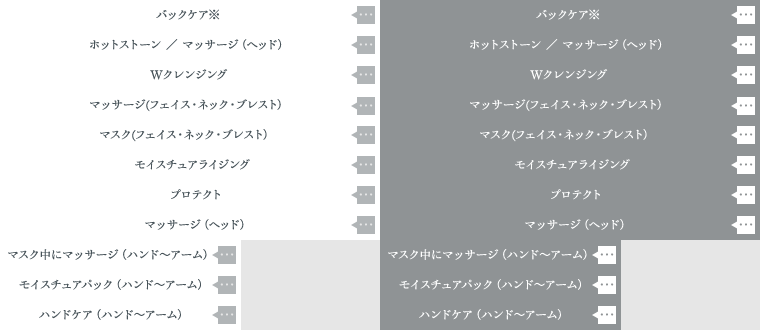 バックケア※
ホットストーン ／ マッサージ（ヘッド）
Wクレンジング
マッサージ(フェイス・ネック・ブレスト)
マスク(フェイス・ネック・ブレスト)
モイスチュアライジング
プロテクト
マッサージ（ヘッド）
マスク中にマッサージ（ハンド〜アーム）
モイスチュアパック（ハンド〜アーム）
ハンドケア（ハンド〜アーム）
バックケア※
ホットストーン ／ マッサージ（ヘッド）
Wクレンジング
マッサージ(フェイス・ネック・ブレスト)
マスク(フェイス・ネック・ブレスト)
モイスチュアライジング
プロテクト
マッサージ（ヘッド）
マスク中にマッサージ（ハンド〜アーム）
モイスチュアパック（ハンド〜アーム）
ハンドケア（ハンド〜アーム）